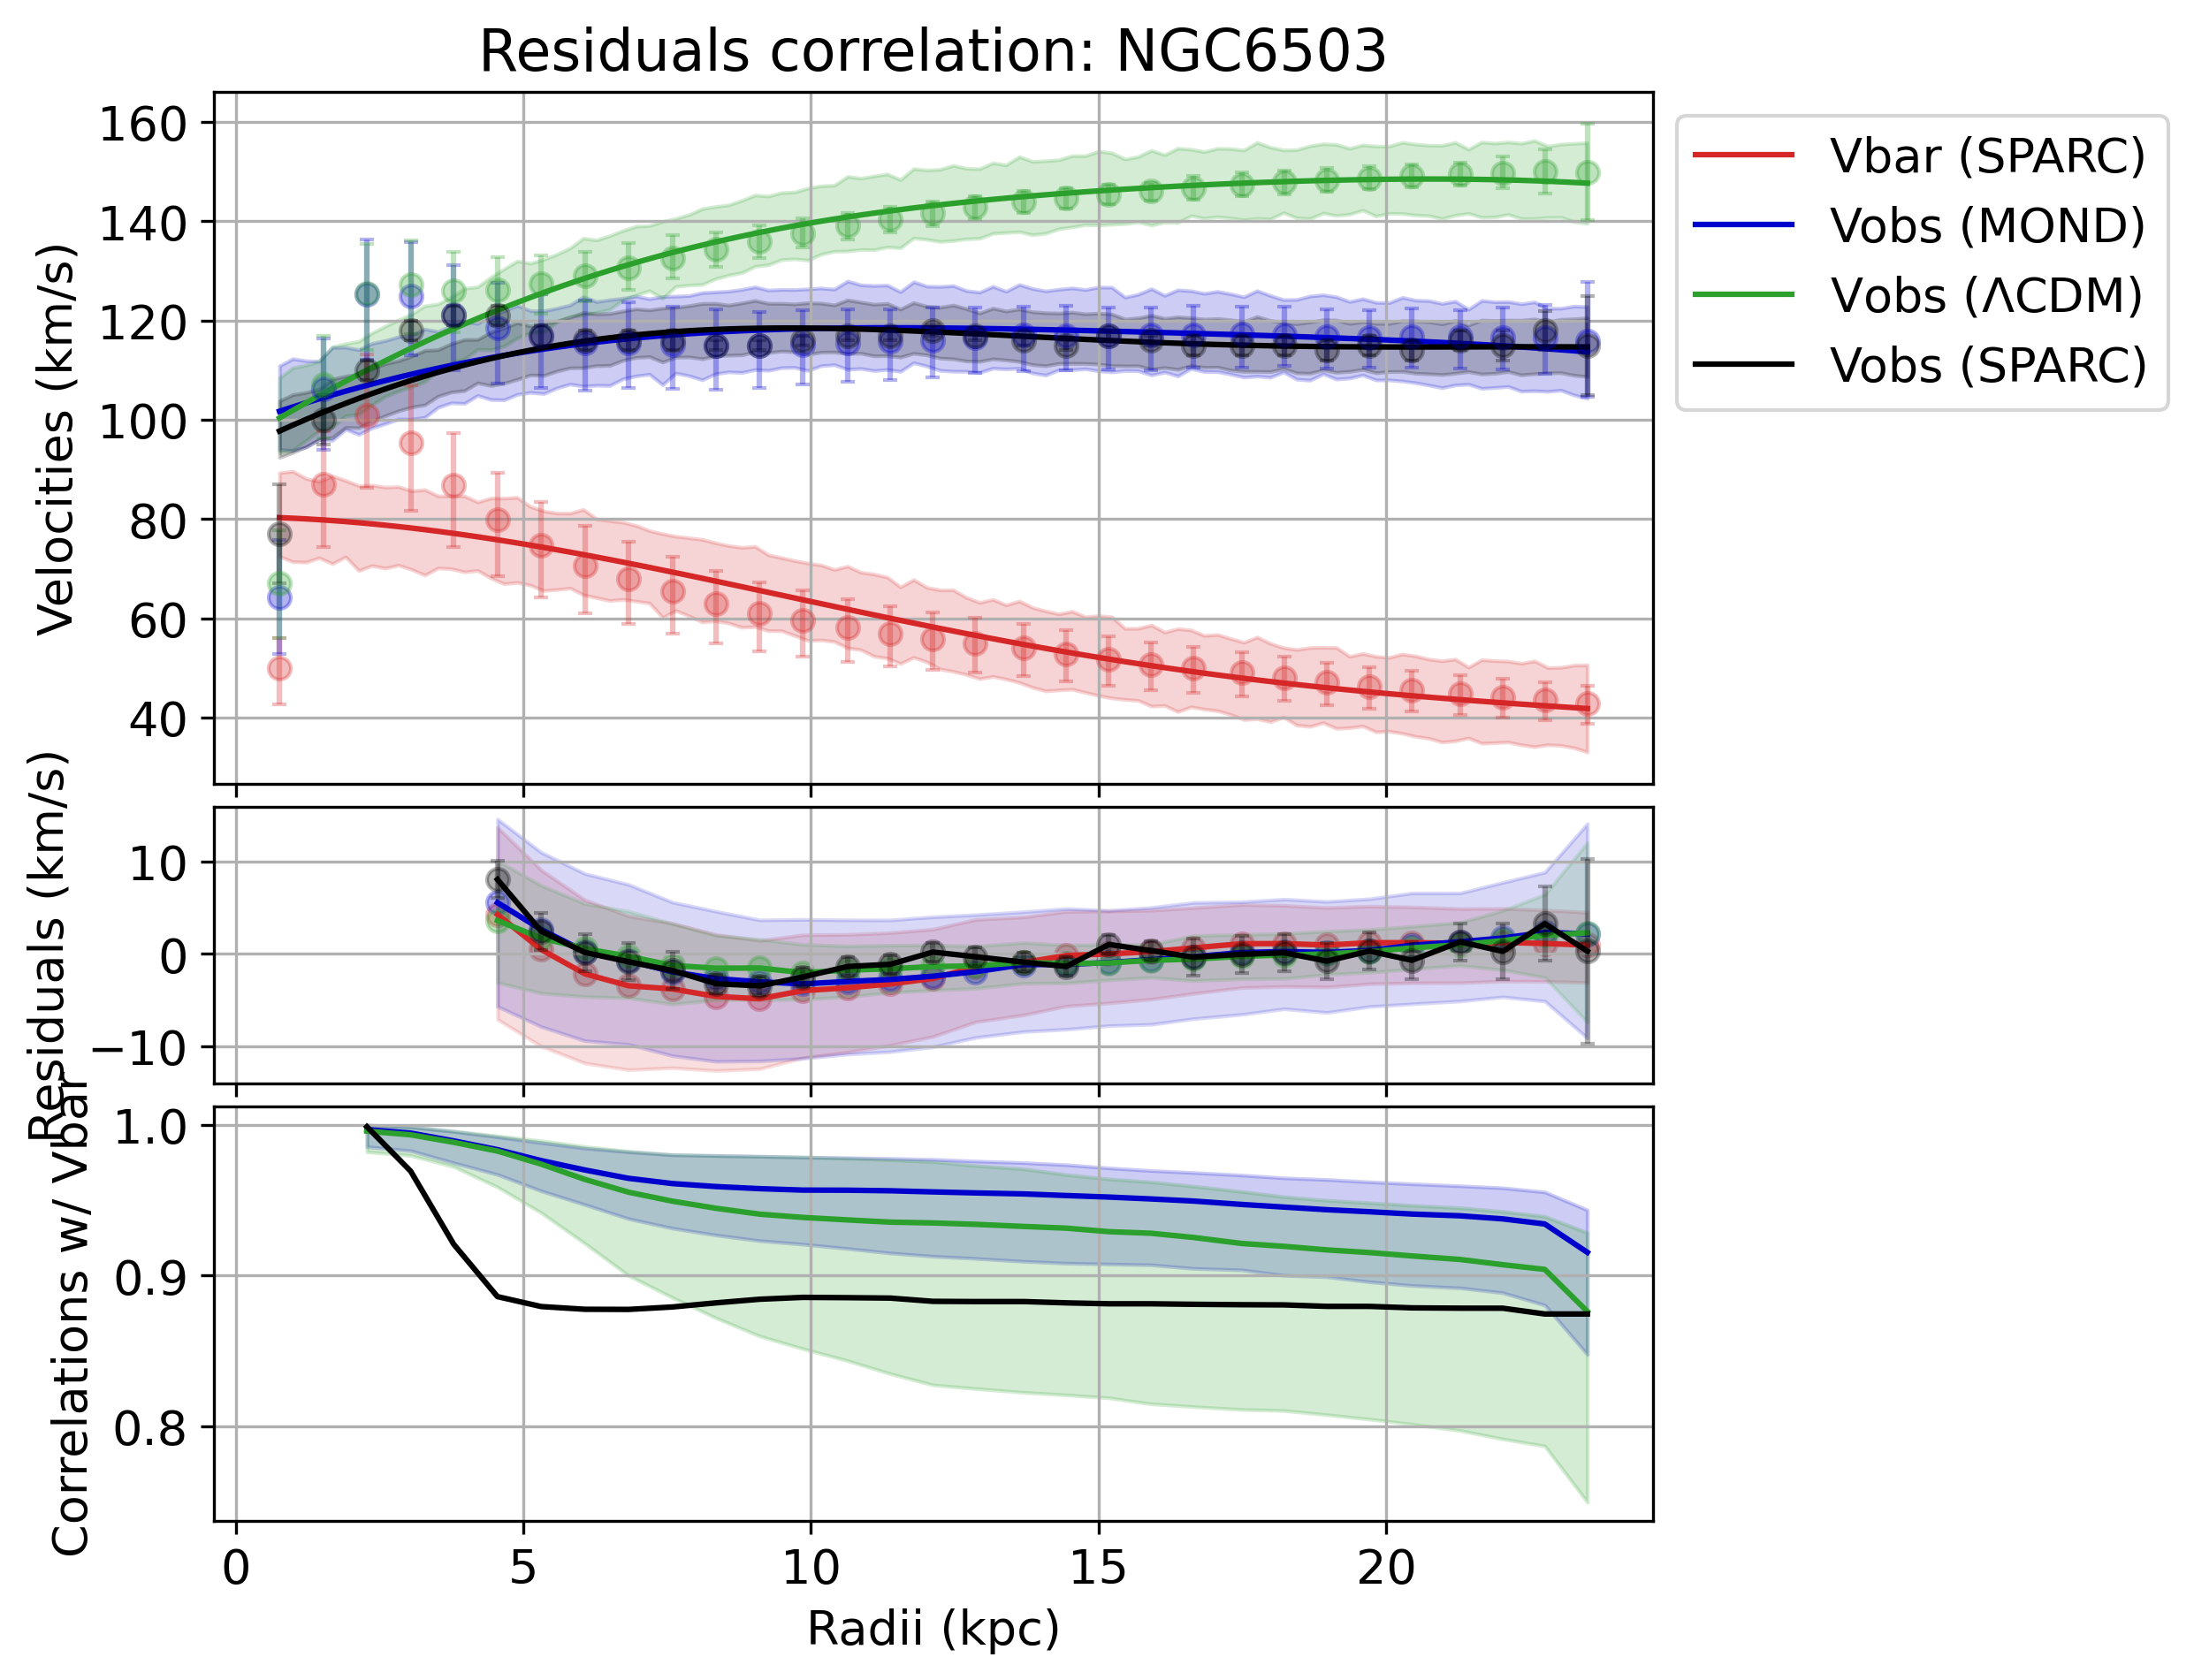 Residuals correlation: NGC6503
Velocities (km/s)
160
140
120
100
80
60
40
Vbar (SPARC)
Vobs (MOND)
Vobs (ΛCDM)
Vobs (SPARC)
Residuals (km/s)
10
0
−10
Correlations w/ Vbar
1.0
0.9
0.8
0
5
10
15
20
Radii (kpc)